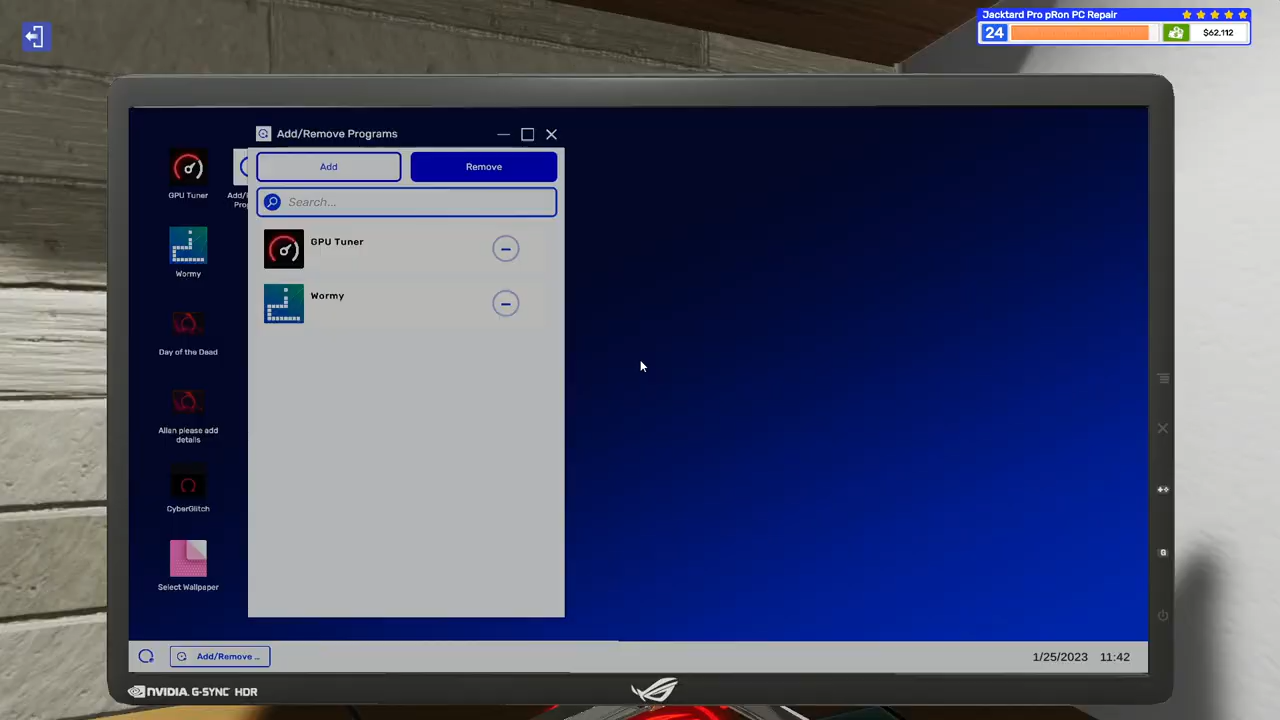 Jacktard Pro pRon PC Repair
24
$62,112
Add/Remove Programs
Add
Remove
Search...
GPU Tuner
Wormy
GPU Tuner
Add/
Pro
Wormy
Day of the Dead
Allan please add
details
CyberGlitch
Select Wallpaper
Add/Remove ...
1/25/2023 11:42
NVIDIA G-SYNC HDR
G